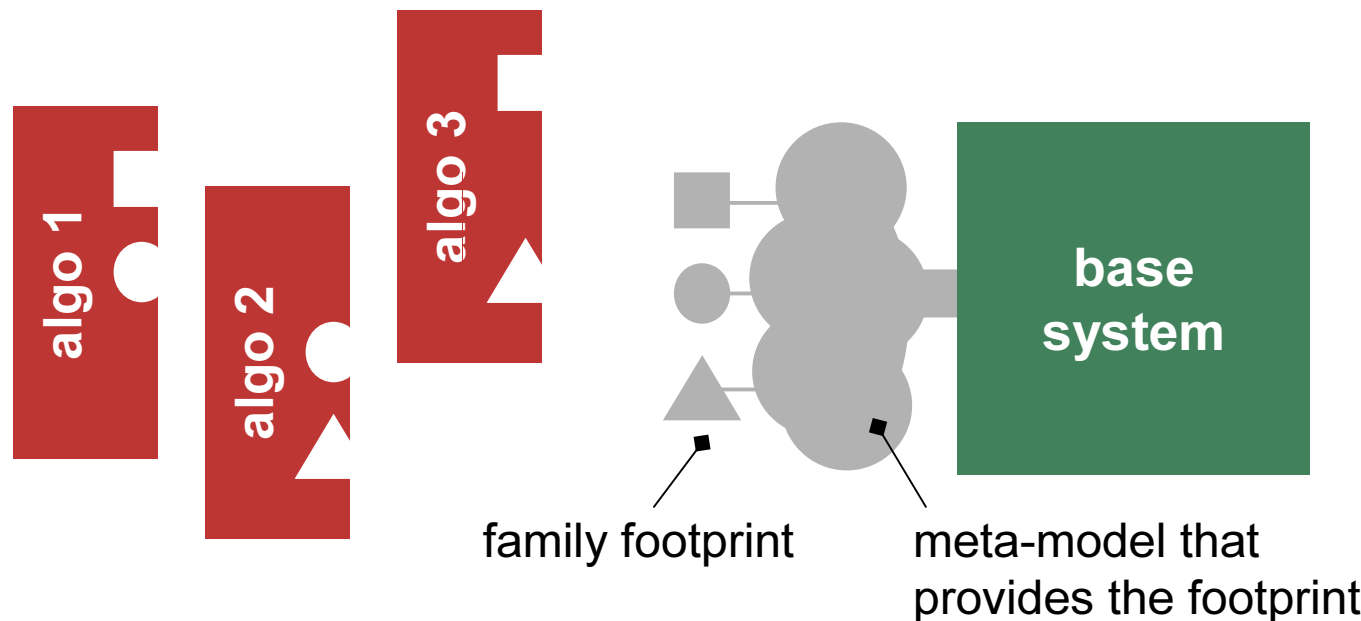 algo 1
algo 2
algo 3
base
system
family footprint
meta-model that
provides the footprint